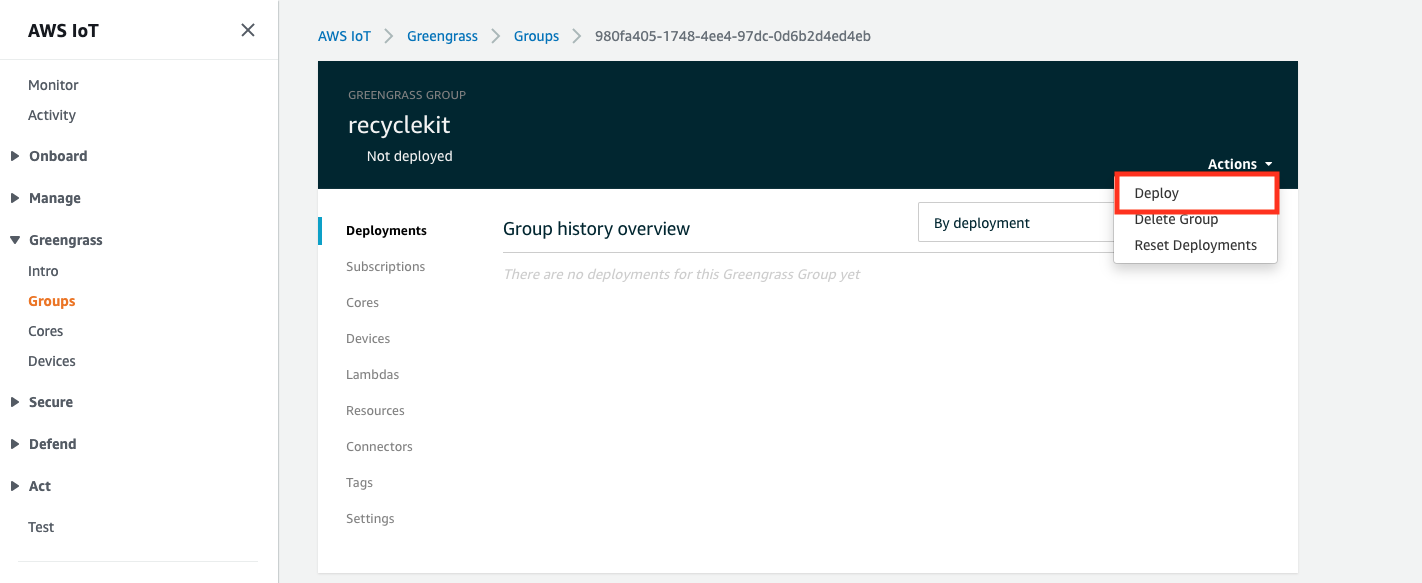 AWS IoT
Monitor
Activity
Onboard
Manage
Greengrass
Intro
Groups
Cores
Devices
Secure
Defend
Act
Test
AWS IoT Greengrass Groups 980fa405-1748-4ee4-97dc-0d6b2d4ed4eb
GREENGRASS GROUP
recyclekit
Not deployed
Actions
Deploy
Delete Group
Reset Deployments
Deployments
Subscriptions
Cores
Devices
Lambdas
Resources
Connectors
Tags
Settings
Group history overview
By deployment
There are no deployments for this Greengrass Group yet